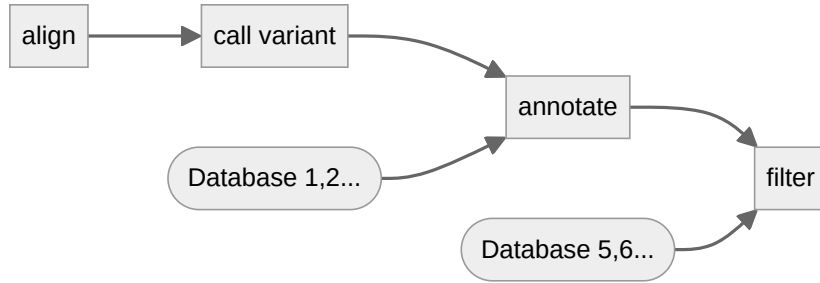 align
call variant
annotate
Database 1,2...
filter
Database 5,6...